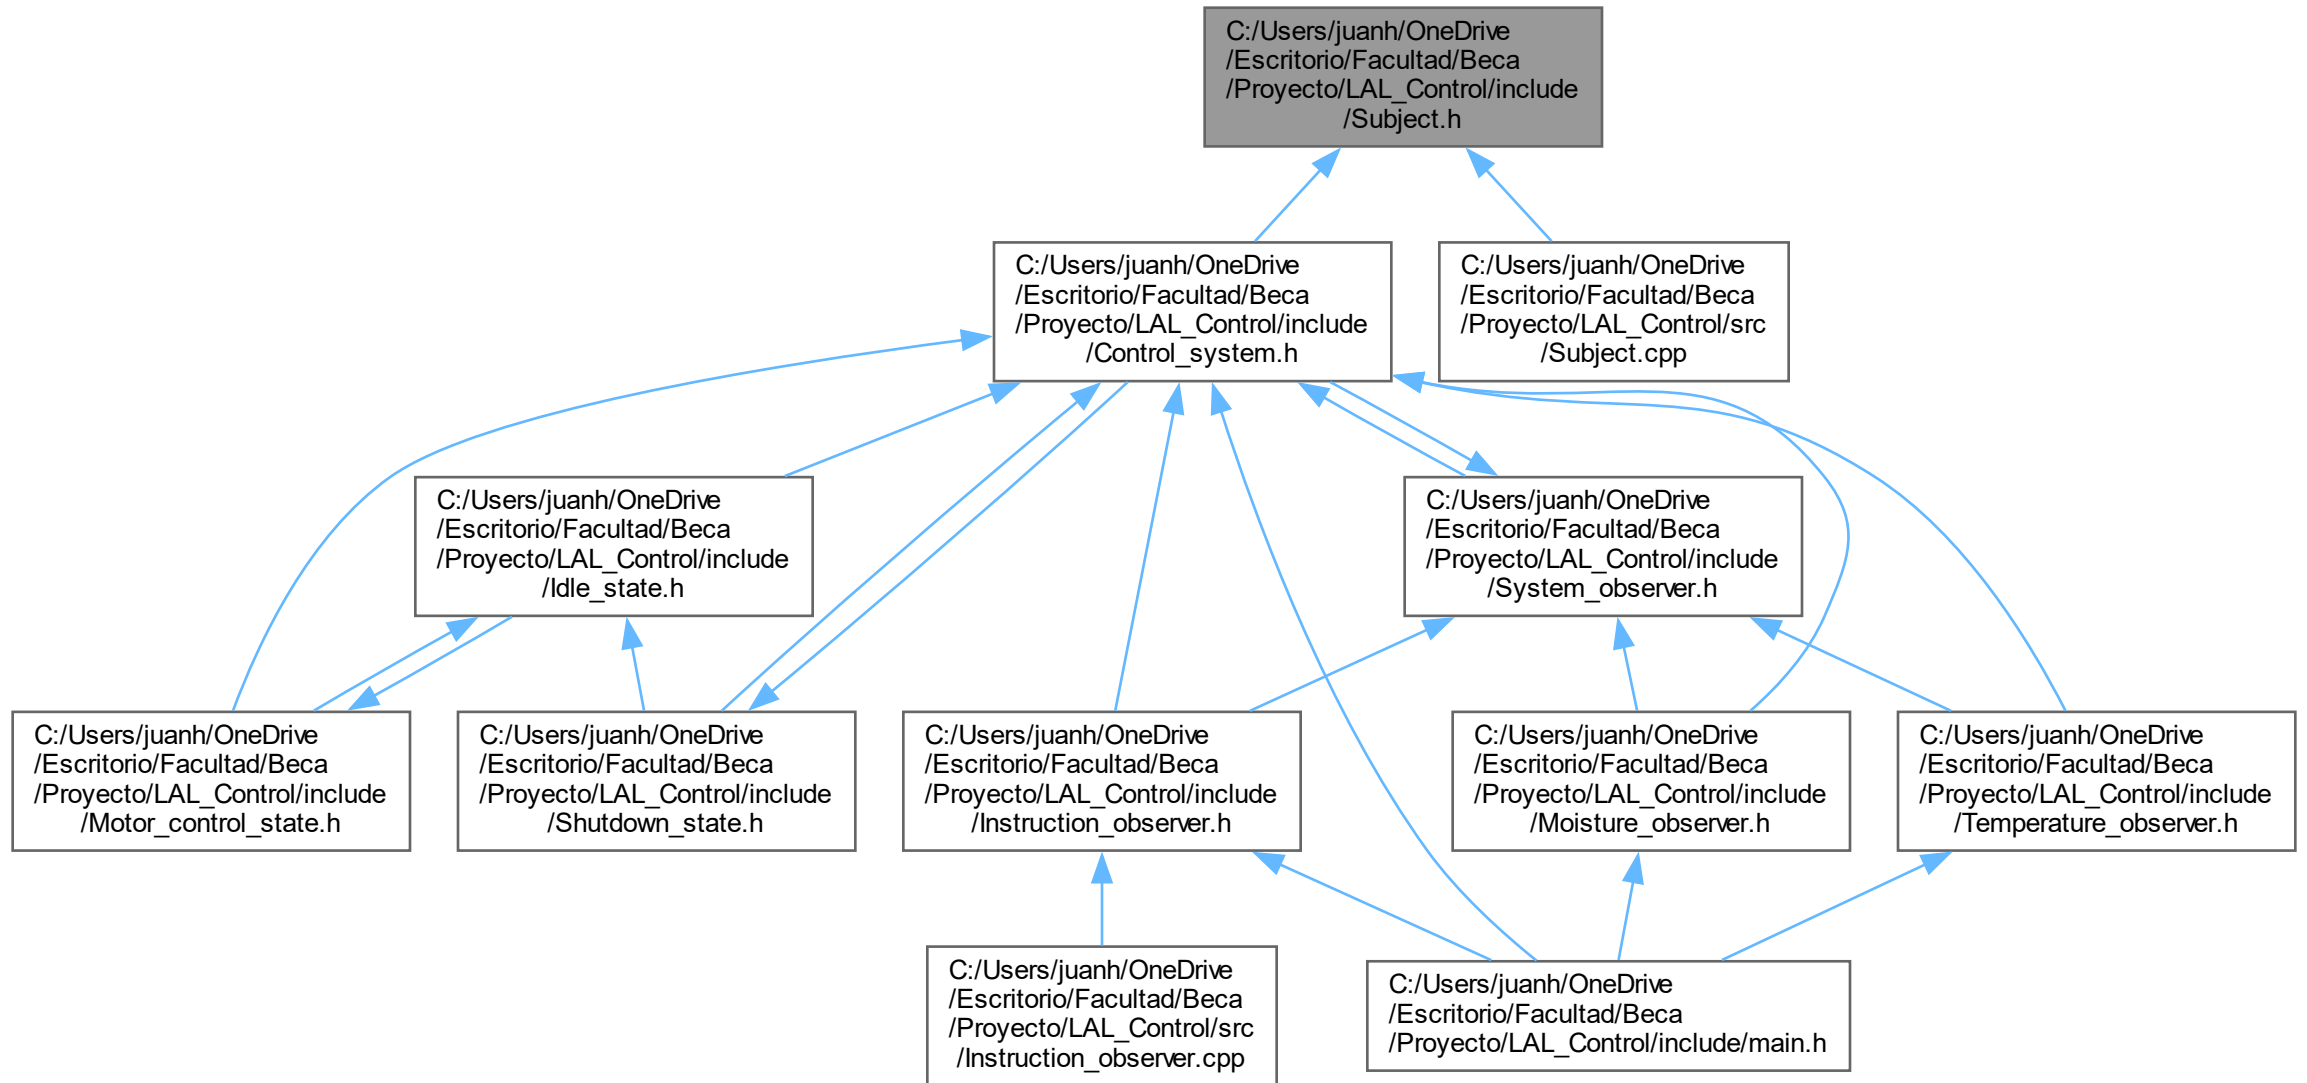 C:/Users/juanh/OneDrive
/Escritorio/Facultad/Beca
/Proyecto/LAL_Control/include
/Subject.h
C:/Users/juanh/OneDrive
/Escritorio/Facultad/Beca
/Proyecto/LAL_Control/include
/Control_system.h
C:/Users/juanh/OneDrive
/Escritorio/Facultad/Beca
/Proyecto/LAL_Control/src
/Subject.cpp
C:/Users/juanh/OneDrive
/Escritorio/Facultad/Beca
/Proyecto/LAL_Control/include
/Idle_state.h
C:/Users/juanh/OneDrive
/Escritorio/Facultad/Beca
/Proyecto/LAL_Control/include
/System_observer.h
C:/Users/juanh/OneDrive
/Escritorio/Facultad/Beca
/Proyecto/LAL_Control/include
/Motor_control_state.h
C:/Users/juanh/OneDrive
/Escritorio/Facultad/Beca
/Proyecto/LAL_Control/include
/Shutdown_state.h
C:/Users/juanh/OneDrive
/Escritorio/Facultad/Beca
/Proyecto/LAL_Control/include
/Instruction_observer.h
C:/Users/juanh/OneDrive
/Escritorio/Facultad/Beca
/Proyecto/LAL_Control/include
/Moisture_observer.h
C:/Users/juanh/OneDrive
/Escritorio/Facultad/Beca
/Proyecto/LAL_Control/include
/Temperature_observer.h
C:/Users/juanh/OneDrive
/Escritorio/Facultad/Beca
/Proyecto/LAL_Control/src
/Instruction_observer.cpp
C:/Users/juanh/OneDrive
/Escritorio/Facultad/Beca
/Proyecto/LAL_Control/include/main.h